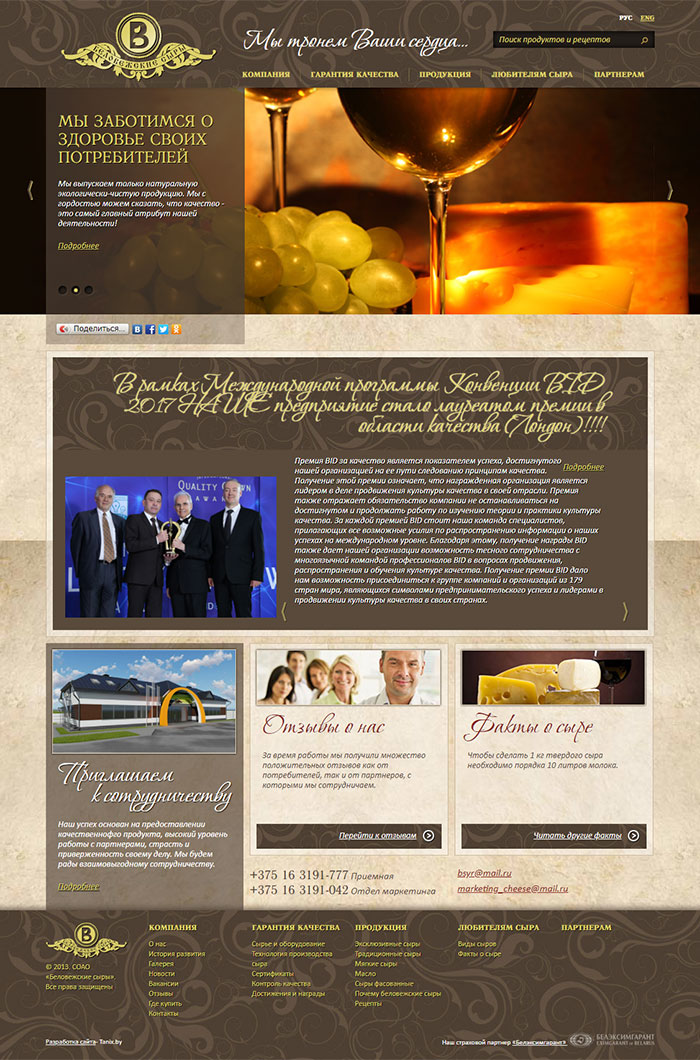 РУС ENG
В
БЕЛОВЕЖСКИЕ СЫРЫ
Мы тронем Ваши сердца...
Поиск продуктов и рецептов
КОМПАНИЯ ГАРАНТИЯ КАЧЕСТВА ПРОДУКЦИЯ ЛЮБИТЕЛЯМ СЫРА ПАРТНЕРАМ
МЫ ЗАБОТИМСЯ О
ЗДОРОВЬЕ СВОИХ
ПОТРЕБИТЕЛЕЙ
Мы выпускаем только натуральную
экологически-чистую продукцию. Мы с
гордостью можем сказать, что качество -
это самый главный атрибут нашей
деятельности!
Подробнее
Поделиться...
В рамках Международной программы Конвенции BID
2017 НАШЕ предприятие стало лауреатом премии в
области качества (Лондон)!!!!
Премия BID за качество является показателем успеха, достигнутого
нашей организацией на ее пути следованию принципам качества.
Подробнее
Получение этой премии означает, что награжденная организация является
лидером в деле продвижения культуры качества в своей отрасли. Премия
также отражает обязательство компании не останавливаться на
достигнутом и продолжать работу по изучению теории и практики культуры
качества. За каждой премией BID стоит наша команда специалистов,
прилагающих все возможные усилия по распространению информации о наших
успехах на международном уровне. Благодаря этому, получение награды BID
также дает нашей организации возможность тесного сотрудничества с
многоязычной командой профессионалов BID в вопросах продвижения,
распространения и обучения культуре качества. Получение премии BID дало
нам возможность присоединиться к группе компаний и организаций из 179
стран мира, являющихся символами предпринимательского успеха и лидерами в
продвижении культуры качества в своих странах.
QUALITY CROWN
AWARD
Приглашаем
к сотрудничеству
Наш успех основан на предоставлении
качественнофго продукта, высокий уровень
работы с партнерами, страсть и
приверженность своему делу. Мы будем
рады взаимовыгодному сотрудничеству.
Подробнее
Отзывы о нас
За время работы мы получили множество
положительных отзывов как от
потребителей, так и от партнеров, с
которыми мы сотрудничаем.
Перейти к отзывам
Факты о сыре
Чтобы сделать 1 кг твердого сыра
необходимо порядка 10 литров молока.
Читать другие факты
+375 16 3191-777 Приемная
+375 16 3191-042 Отдел маркетинга
bsyr@mail.ru
marketing_cheese@mail.ru
В
© 2013. СОАО
«Беловежские сыры».
Все права защищены
КОМПАНИЯ
О нас
История развития
Галерея
Новости
Вакансии
Отзывы
Где купить
Контакты
ГАРАНТИЯ КАЧЕСТВА
Сырье и оборудование
Технология производства
сыра
Сертификаты
Контроль качества
Достижения и награды
ПРОДУКЦИЯ
Эксклюзивные сыры
Традиционные сыры
Мягкие сыры
Масло
Сыры фасованные
Почему беловежские сыры
Рецепты
ЛЮБИТЕЛЯМ СЫРА
Виды сыров
Факты о сыре
ПАРТНЕРАМ
Разработка сайта- Tanix.by
Наш страховой партнер «Белэксимгарант»
БЕЛЭКСИМГАРАНТ
EXIMGARANT OF BELARUS